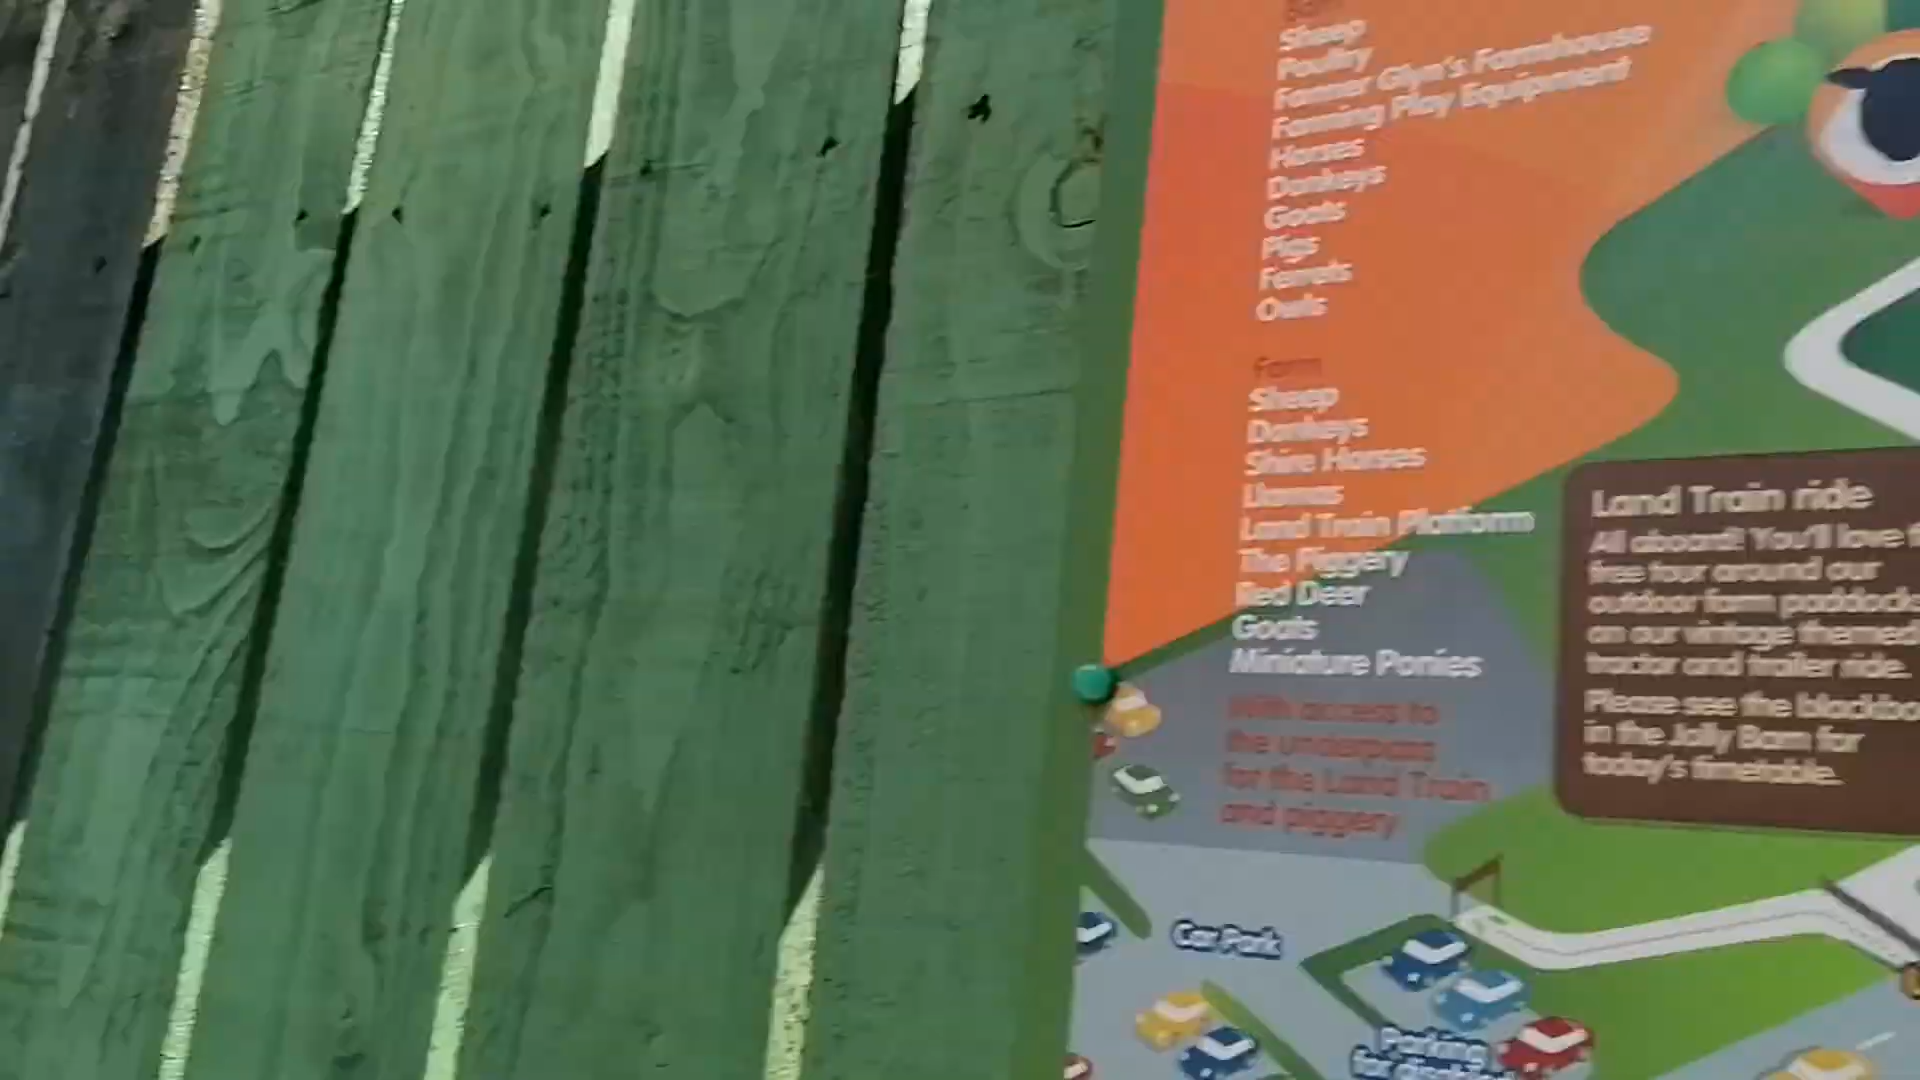 Sheep
Poultry
Farmer Glyn's Farmhouse
Farming Play Equipment
Horses
Donkeys
Goats
Pigs
Ferrets
Owls
Farm
Sheep
Donkeys
Shire Horses
Llamas
Land Train Platform
The Piggery
Red Deer
Goats
Miniature Ponies
With access to
the underpass
for the Land Train
and piggery
Land Train ride
All aboard! You'll love
free tour around our
outdoor farm paddocks
on our vintage themed
tractor and trailer ride.
Please see the
in the Jolly Barn for
today's timetable.
Car Park
Parking
for disabled